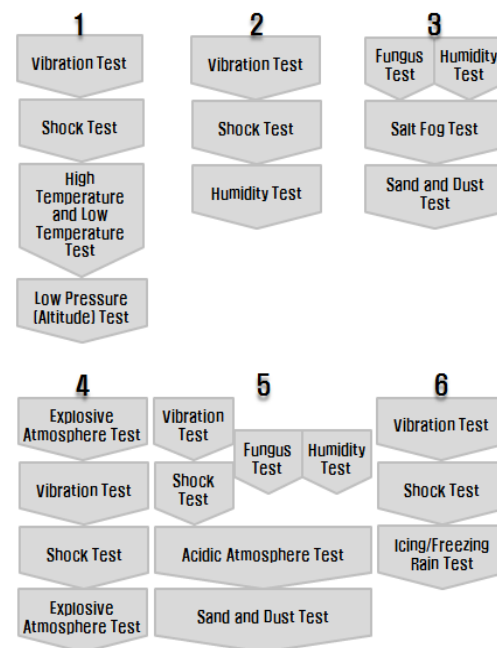 1
Vibration Test
Shock Test
High
Temperature
and Low
Temperature
Test
Low Pressure
(Altitude) Test
2
Vibration Test
Shock Test
Humidity Test
3
Fungus
Test
Humidity
Test
Salt Fog Test
Sand and Dust
Test
4
Explosive
Atmosphere Test
Vibration Test
Shock Test
Explosive
Atmosphere Test
5
Vibration
Test
Shock
Test
Fungus
Test
Humidity
Test
Acidic Atmosphere Test
Sand and Dust Test
6
Vibration Test
Shock Test
Icing/Freezing
Rain Test